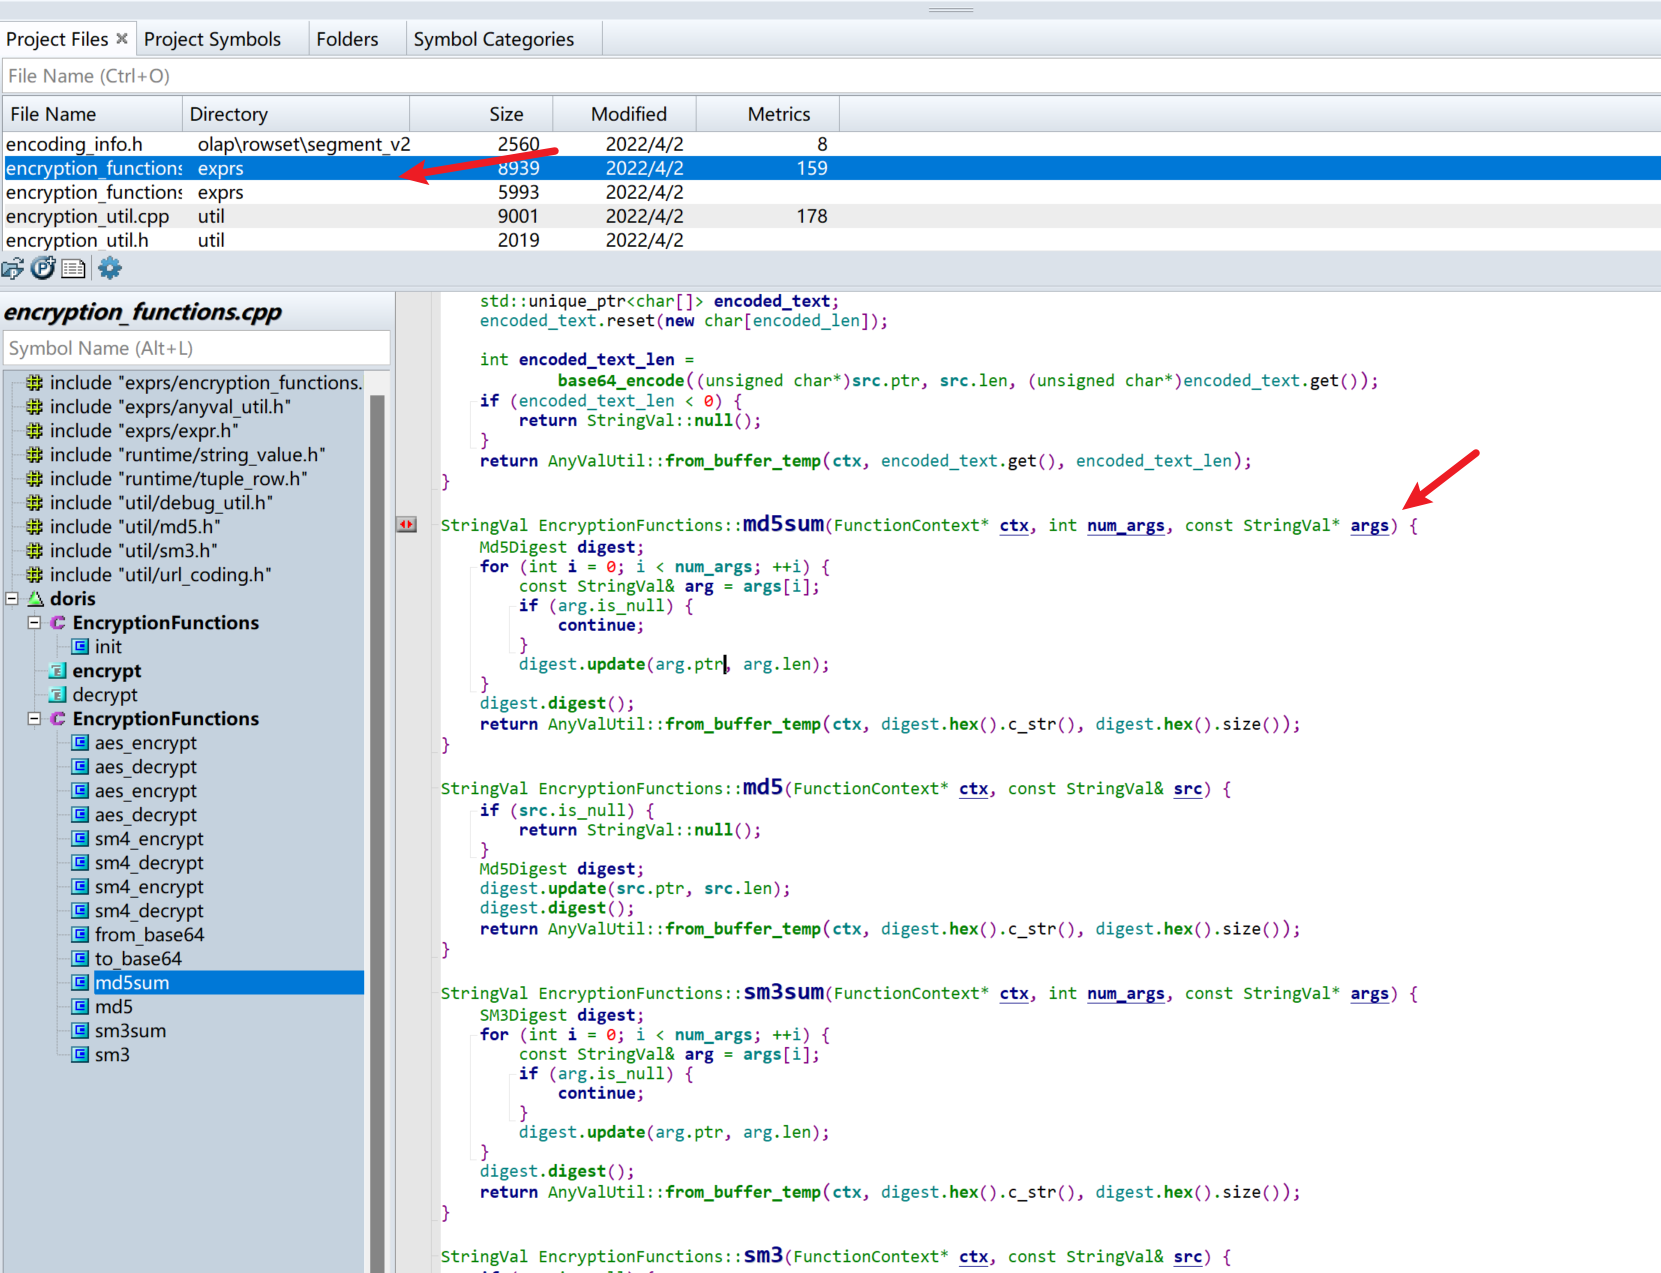 Project Files Project Symbols Folders Symbol Categories
File Name (Ctrl+O)
File Name Directory Size Modified Metrics
encoding_info.h olap\rowset\segment_v2 2560 2022/4/2 8
encryption_functions exprs 8939 2022/4/2 159
encryption_functions exprs 5993 2022/4/2
encryption_util.cpp util 9001 2022/4/2 178
encryption_util.h util 2019 2022/4/2
encryption_functions.cpp
Symbol Name (Alt+L)
include "exprs/encryption_functions.
include "exprs/anyval_util.h"
include "exprs/expr.h"
include "runtime/string_value.h"
include "runtime/tuple_row.h"
include "util/debug_util.h"
include "util/md5.h"
include "util/sm3.h"
include "util/url_coding.h"
doris
EncryptionFunctions
init
encrypt
decrypt
EncryptionFunctions
aes_encrypt
aes_decrypt
aes_encrypt
aes_decrypt
sm4_encrypt
sm4_decrypt
sm4_encrypt
sm4_decrypt
from_base64
to_base64
md5sum
md5
sm3sum
sm3
std::unique_ptr<char[]> encoded_text;
encoded_text.reset(new char[encoded_len]);
int encoded_text_len =
base64_encode((unsigned char*)src.ptr, src.len, (unsigned char*)encoded_text.get());
if (encoded_text_len < 0) {
return StringVal::null();
}
return AnyValUtil::from_buffer_temp(ctx, encoded_text.get(), encoded_text_len);
}
StringVal EncryptionFunctions::md5sum(FunctionContext* ctx, int num_args, const StringVal* args) {
Md5Digest digest;
for (int i = 0; i < num_args; ++i) {
const StringVal& arg = args[i];
if (arg.is_null) {
continue;
}
digest.update(arg.ptr, arg.len);
}
digest.digest();
return AnyValUtil::from_buffer_temp(ctx, digest.hex().c_str(), digest.hex().size());
}
StringVal EncryptionFunctions::md5(FunctionContext* ctx, const StringVal& src) {
if (src.is_null) {
return StringVal::null();
}
Md5Digest digest;
digest.update(src.ptr, src.len);
digest.digest();
return AnyValUtil::from_buffer_temp(ctx, digest.hex().c_str(), digest.hex().size());
}
StringVal EncryptionFunctions::sm3sum(FunctionContext* ctx, int num_args, const StringVal* args) {
SM3Digest digest;
for (int i = 0; i < num_args; ++i) {
const StringVal& arg = args[i];
if (arg.is_null) {
continue;
}
digest.update(arg.ptr, arg.len);
}
digest.digest();
return AnyValUtil::from_buffer_temp(ctx, digest.hex().c_str(), digest.hex().size());
}
StringVal EncryptionFunctions::sm3(FunctionContext* ctx, const StringVal& src) {